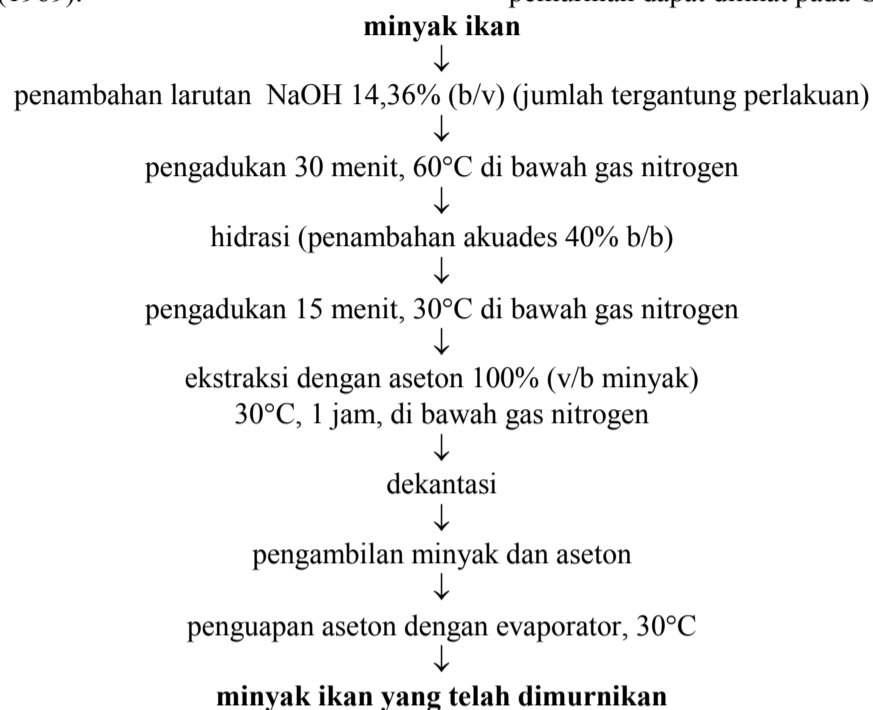 minyak ikan
↓
penambahan larutan NaOH 14,36% (b/v) (jumlah tergantung perlakuan)
↓
pengadukan 30 menit, 60°C di bawah gas nitrogen
↓
hidrasi (penambahan akuades 40% b/b)
↓
pengadukan 15 menit, 30°C di bawah gas nitrogen
↓
ekstraksi dengan aseton 100% (v/b minyak)
30°C, 1 jam, di bawah gas nitrogen
↓
dekantasi
↓
pengambilan minyak dan aseton
↓
penguapan aseton dengan evaporator, 30°C
↓
minyak ikan yang telah dimurnikan